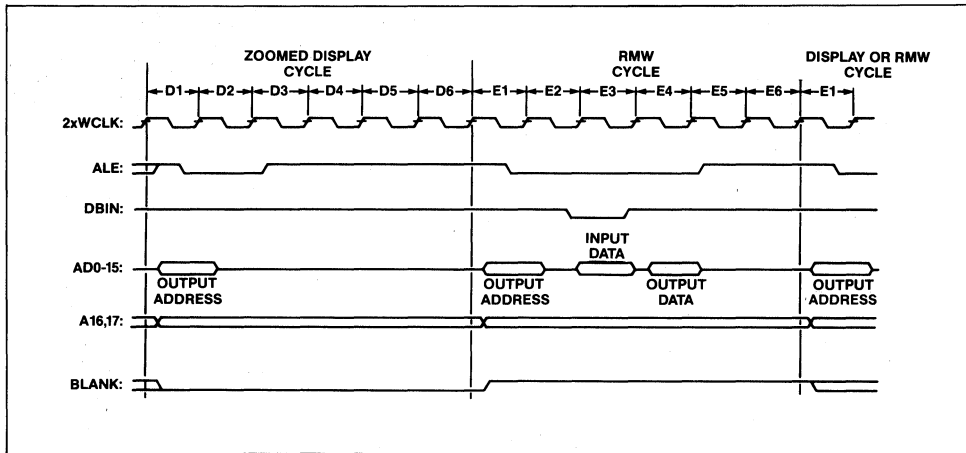 ZOOMED DISPLAY
CYCLE
RMW
CYCLE
DISPLAY OR RMW
CYCLE
D1 D2 D3 D4 D5 D6 E1 E2 E3 E4 E5 E6 E1
2xWCLK:
ALE:
DBIN:
INPUT
DATA
AD0-15:
OUTPUT
ADDRESS
OUTPUT
ADDRESS
OUTPUT
DATA
OUTPUT
ADDRESS
A16,17:
BLANK: